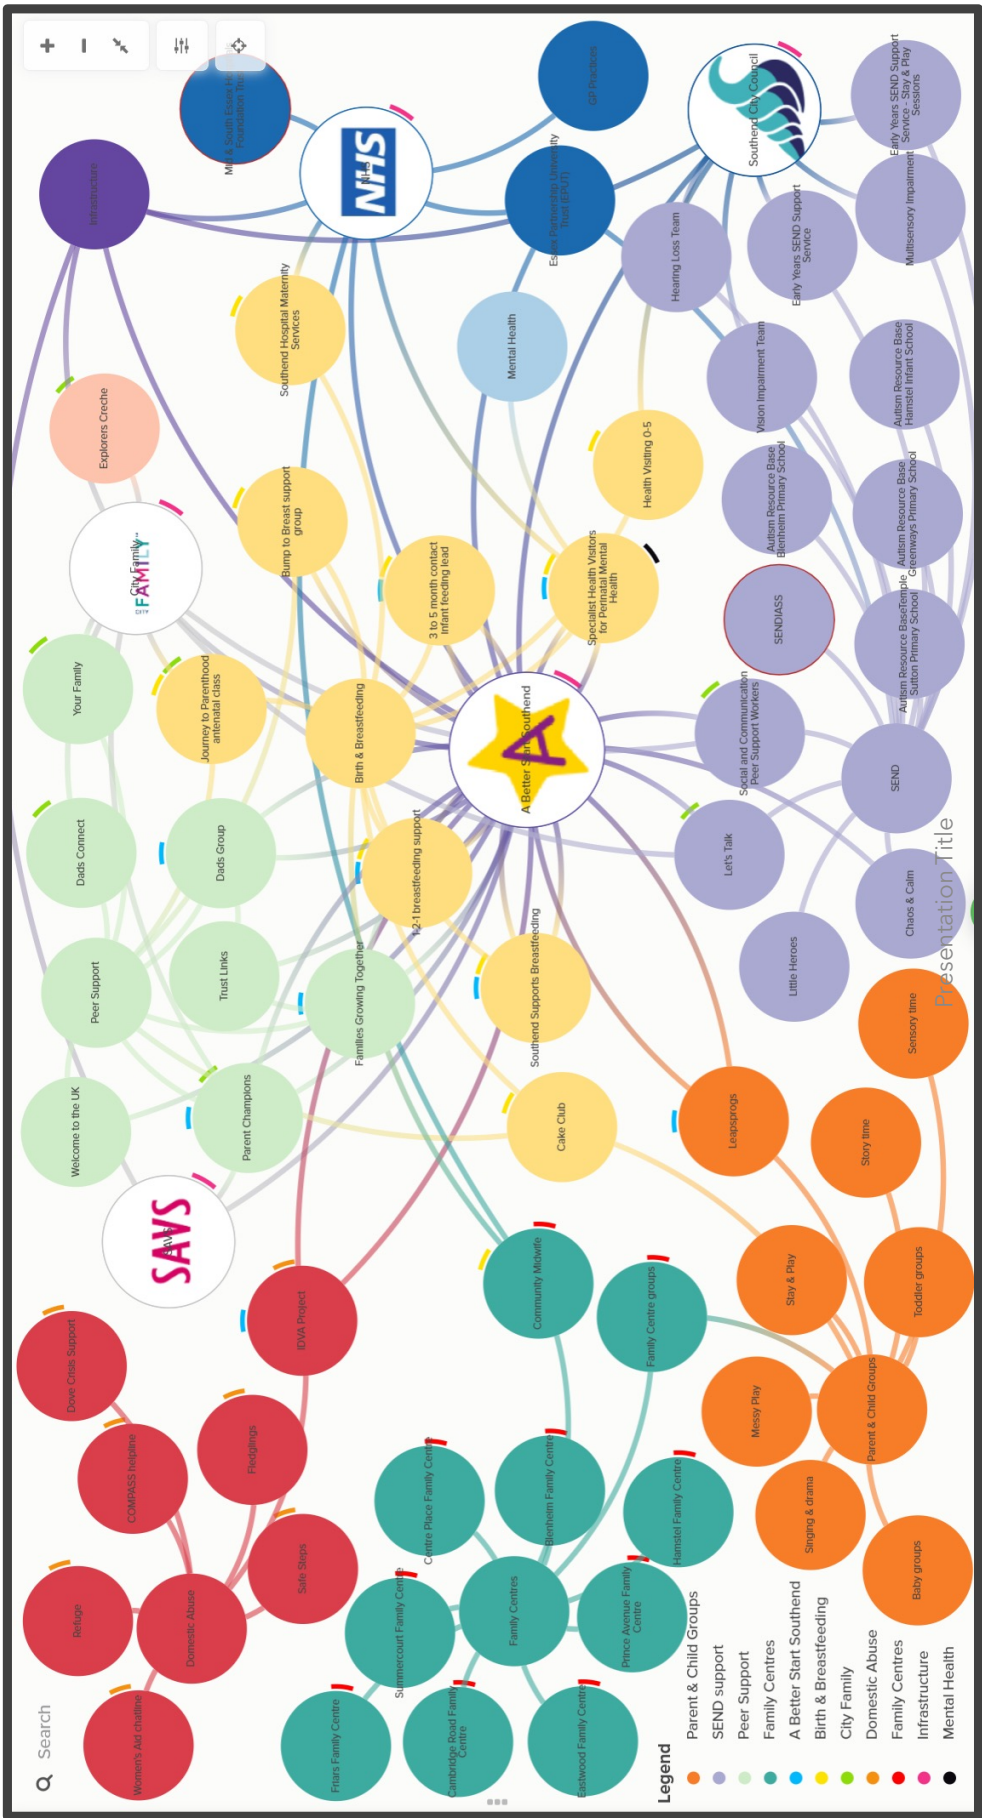 Search
Women's Aid chatline
Refuge
Domestic Abuse
Dove Crisis Support
COMPASS helpline
Fledglings
Safe Steps
IDVA Project
SAVS
SAVS
Welcome to the UK
Parent Champions
Peer Support
Trust Links
Families Growing Together
Dads Connect
Dads Group
Your Family
Journey to Parenthood
antenatal class
CITY FAMILY
City Family...
Explorers Creche
Infrastructure
Mid & South Essex
Foundation Trust
NHS
NHS
GP Practices
Essex Partnership University
Trust (EPUT)
Southend Hospital Maternity
Services
Bump to Breast support
group
3 to 5 month contact
infant feeding lead
Birth & Breastfeeding
1-2-1 breastfeeding support
Southend Supports Breastfeeding
Cake Club
Mental Health
Health Visiting 0-5
Specialist Health Visitors
for Perinatal Mental
Health
A
A Better Start Southend
Southend City Council
Hearing Loss Team
Early Years SEND Support
Service
Early Years SEND Support
Service - Stay & Play
Sessions
Multisensory Impairment
Vision Impairment Team
Autism Resource Base
Hamstel Infant School
Autism Resource Base
Blenheim Primary School
Autism Resource Base
Greenways Primary School
SENDIASS
Autism Resource BaseTemple
Sutton Primary School
Social and Communication
Peer Support Workers
SEND
Let's Talk
Chaos & Calm
Little Heroes
Presentation Title
Sensory time
Leapsprogs
Story time
Stay & Play
Toddler groups
Messy Play
Parent & Child Groups
Singing & drama
Baby groups
Community Midwife
Family Centre groups
Centre Place Family Centre
Blenheim Family Centre
Hamstel Family Centre
Summercourt Family Centre
Family Centres
Prince Avenue Family
Centre
Friars Family Centre
Cambridge Road Family
Centre
Eastwood Family Centre
Legend
Parent & Child Groups
SEND support
Peer Support
Family Centres
A Better Start Southend
Birth & Breastfeeding
City Family
Domestic Abuse
Family Centres
Infrastructure
Mental Health